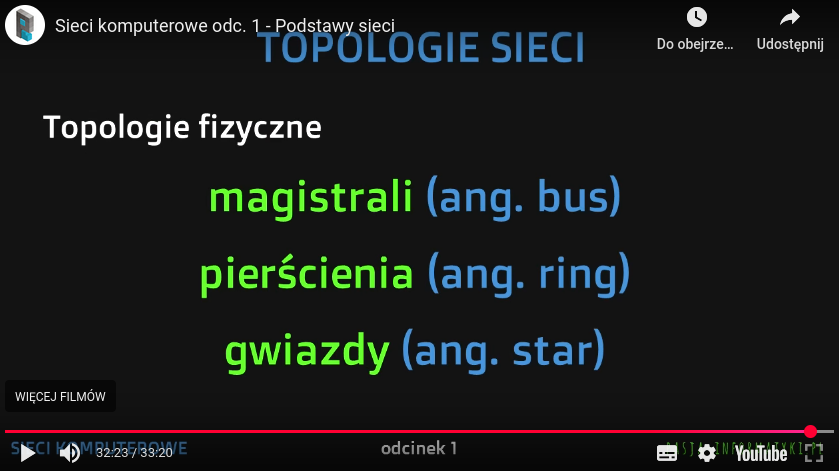 Sieci komputerowe odc. 1 - Podstawy sieci
Do obejrze...
Udostępnij
TOPOLOGIE SIECI
Topologie fizyczne
magistrali (ang. bus)
pierścienia (ang. ring)
gwiazdy (ang. star)
WIĘCEJ FILMÓW
SIECI KOMPUTEROWE
odcinek 1
32:23 / 33:20
YouTube